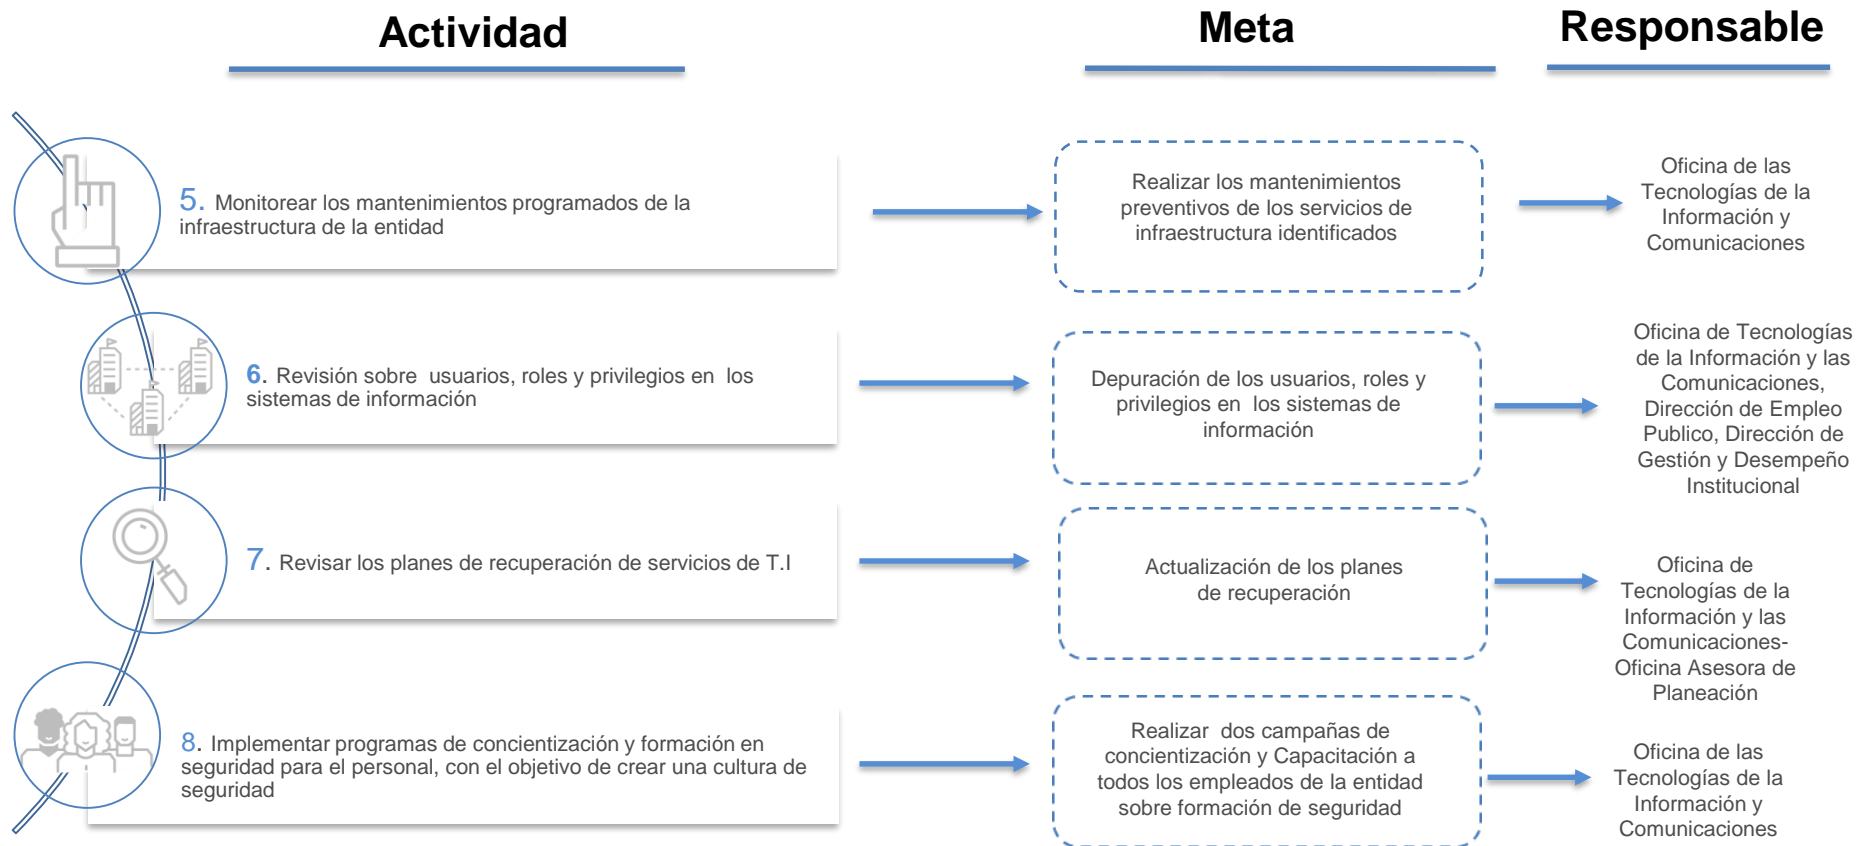 Actividad
Meta
Responsable
5. Monitorear los mantenimientos programados de la
infraestructura de la entidad
Realizar los mantenimientos
preventivos de los servicios de
infraestructura identificados
Oficina de las
Tecnologías de la
Información y
Comunicaciones
6. Revisión sobre usuarios, roles y privilegios en los
sistemas de información
Depuración de los usuarios, roles y
privilegios en los sistemas de
información
Oficina de Tecnologías
de la Información y las
Comunicaciones,
Dirección de Empleo
Publico, Dirección de
Gestión y Desempeño
Institucional
7. Revisar los planes de recuperación de servicios de T.I
Actualización de los planes
de recuperación
Oficina de
Tecnologías de la
Información y las
Comunicaciones-
Oficina Asesora de
Planeación
8. Implementar programas de concientización y formación en
seguridad para el personal, con el objetivo de crear una cultura de
seguridad
Realizar dos campañas de
concientización y Capacitación a
todos los empleados de la entidad
sobre formación de seguridad
Oficina de las
Tecnologías de la
Información y
Comunicaciones